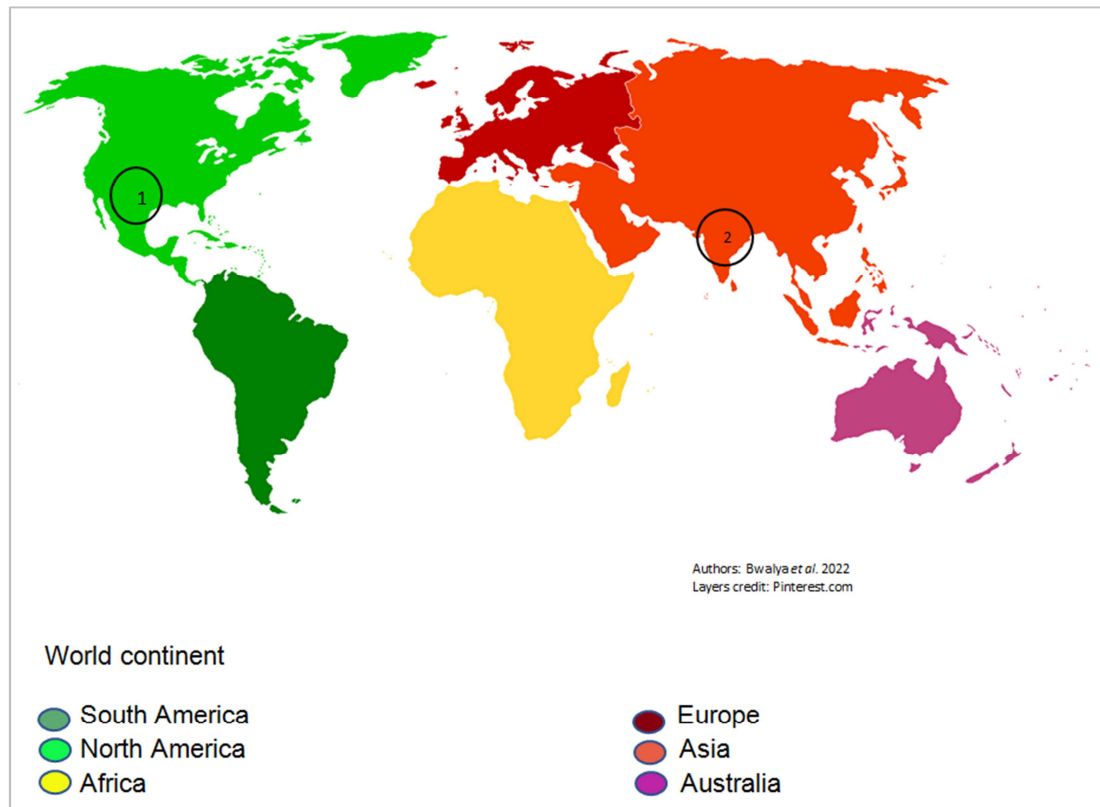 1
2
Authors: Bwalya et al. 2022
Layers credit: Pinterest.com
World continent
South America
North America
Africa
Europe
Asia
Australia